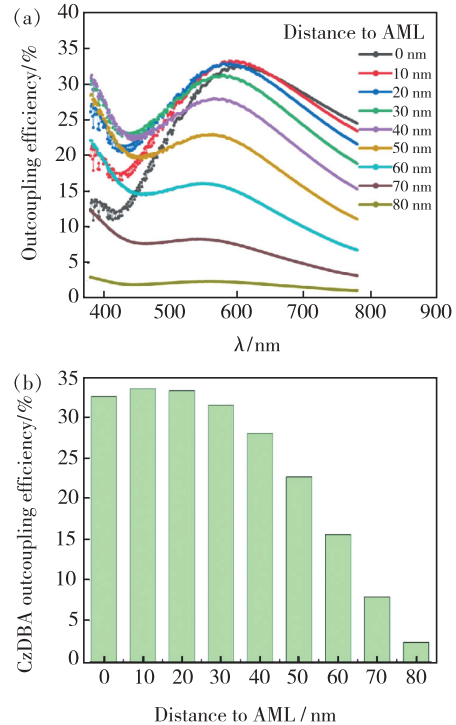 (a)
Outcoupling efficiency/%
40
35
30
25
20
15
10
5
0
Distance to AML
0 nm
10 nm
20 nm
30 nm
40 nm
50 nm
60 nm
70 nm
80 nm
400 500 600 700 800 900
λ/nm
(b)
CzDBA outcoupling efficiency/%
35
30
25
20
15
10
5
0
0 10 20 30 40 50 60 70 80
Distance to AML / nm